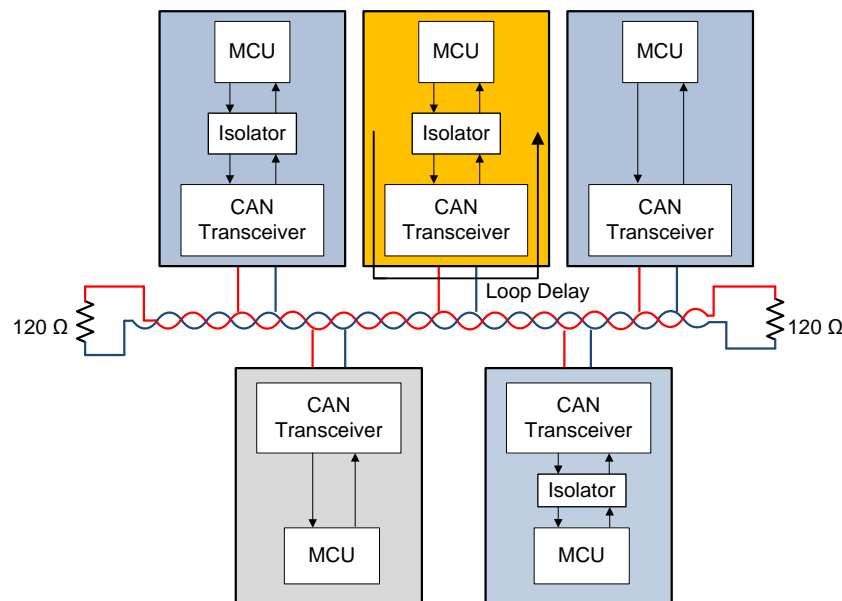 MCU
Isolator
CAN
Transceiver
MCU
Isolator
CAN
Transceiver
MCU
CAN
Transceiver
Loop Delay
120 Ω
120 Ω
CAN
Transceiver
MCU
CAN
Transceiver
Isolator
MCU